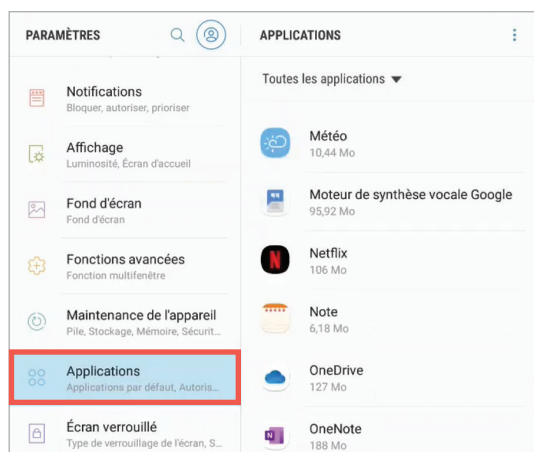 PARAMÈTRES
Notifications
Bloquer, autoriser, prioriser
Affichage
Luminosité, Écran d'accueil
Fond d'écran
Fond d'écran
Fonctions avancées
Fonction multifenêtre
Maintenance de l'appareil
Pile, Stockage, Mémoire, Sécurit...
Applications
Applications par défaut, Autoris...
Écran verrouillé
Type de verrouillage de l'écran, S...
APPLICATIONS
Toutes les applications
Météo
10,44 Mo
Moteur de synthèse vocale Google
95,92 Mo
Netflix
106 Mo
Note
6,18 Mo
OneDrive
127 Mo
OneNote
188 Mo